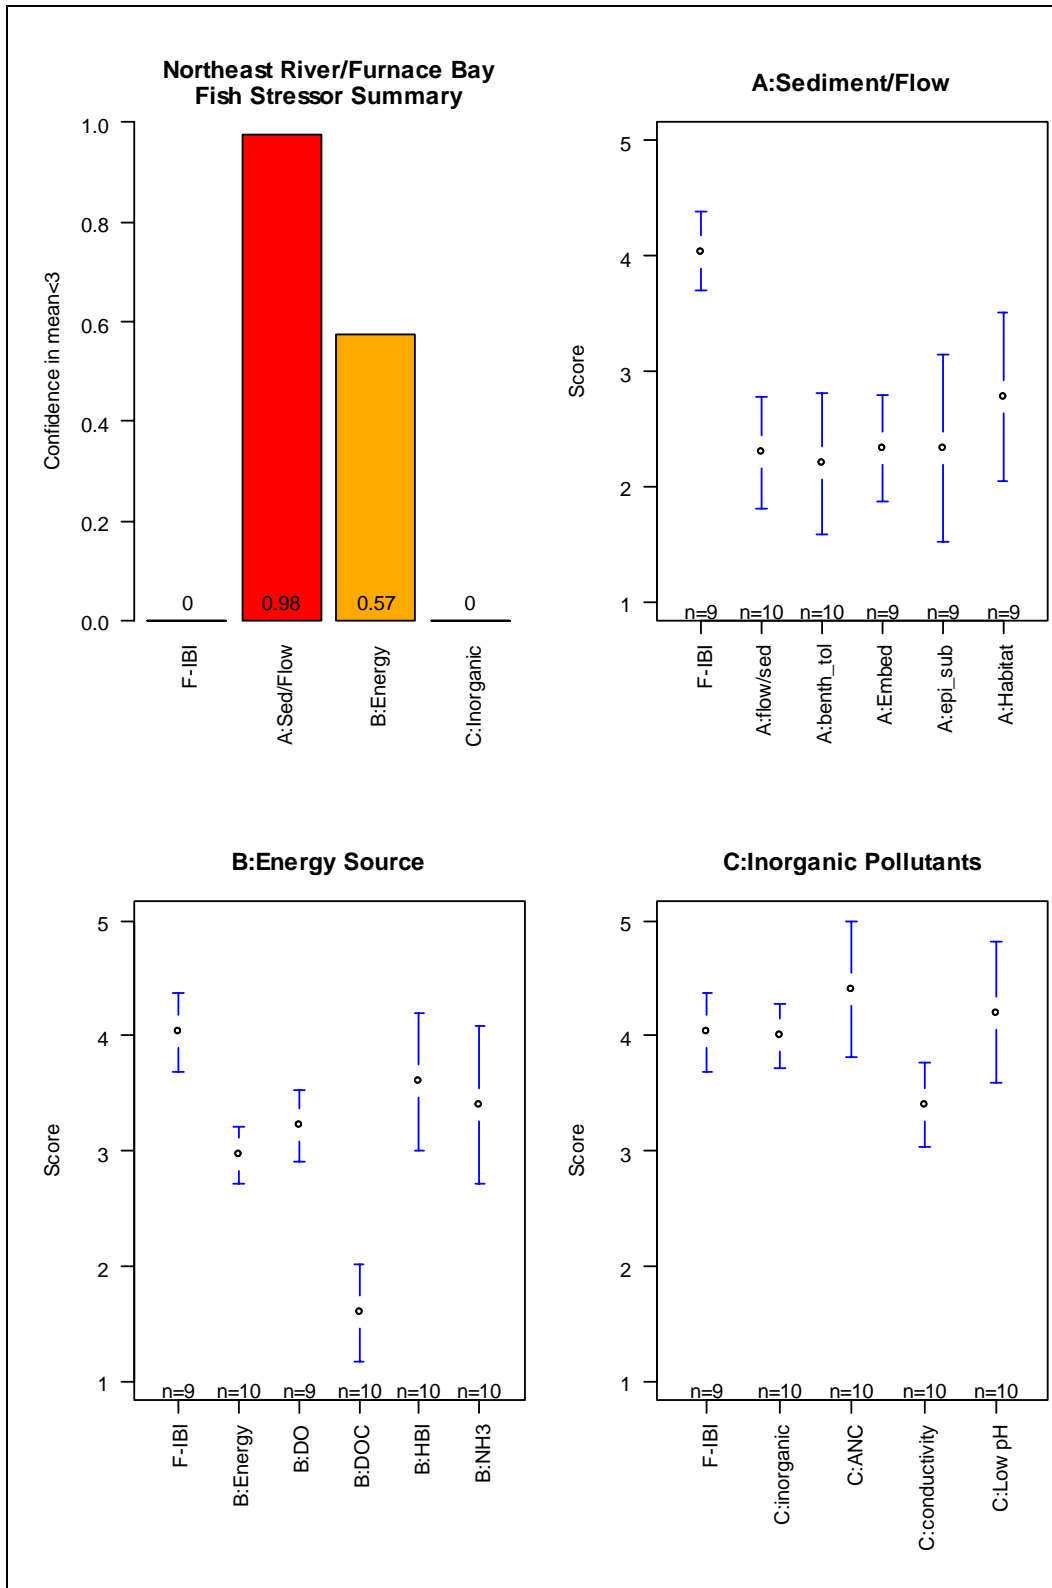 Northeast River/Furnace Bay
Fish Stressor Summary
Confidence in mean<3
1.0
0.8
0.6
0.4
0.2
0.0
0
0.98
0.57
0
F-IBI
A:Sed/Flow
B:Energy
C:Inorganic
A:Sediment/Flow
Score
5
4
3
2
1
n=9
n=10
n=10
n=9
n=9
n=9
F-IBI
A:flow/sed
A:benth_tol
A:Embed
A:epi_sub
A:Habitat
B:Energy Source
Score
5
4
3
2
1
n=9
n=10
n=9
n=10
n=10
n=10
F-IBI
B:Energy
B:DO
B:DOC
B:HBI
B:NH3
C:Inorganic Pollutants
Score
5
4
3
2
1
n=9
n=10
n=10
n=10
n=10
F-IBI
C:inorganic
C:ANC
C:conductivity
C:Low pH